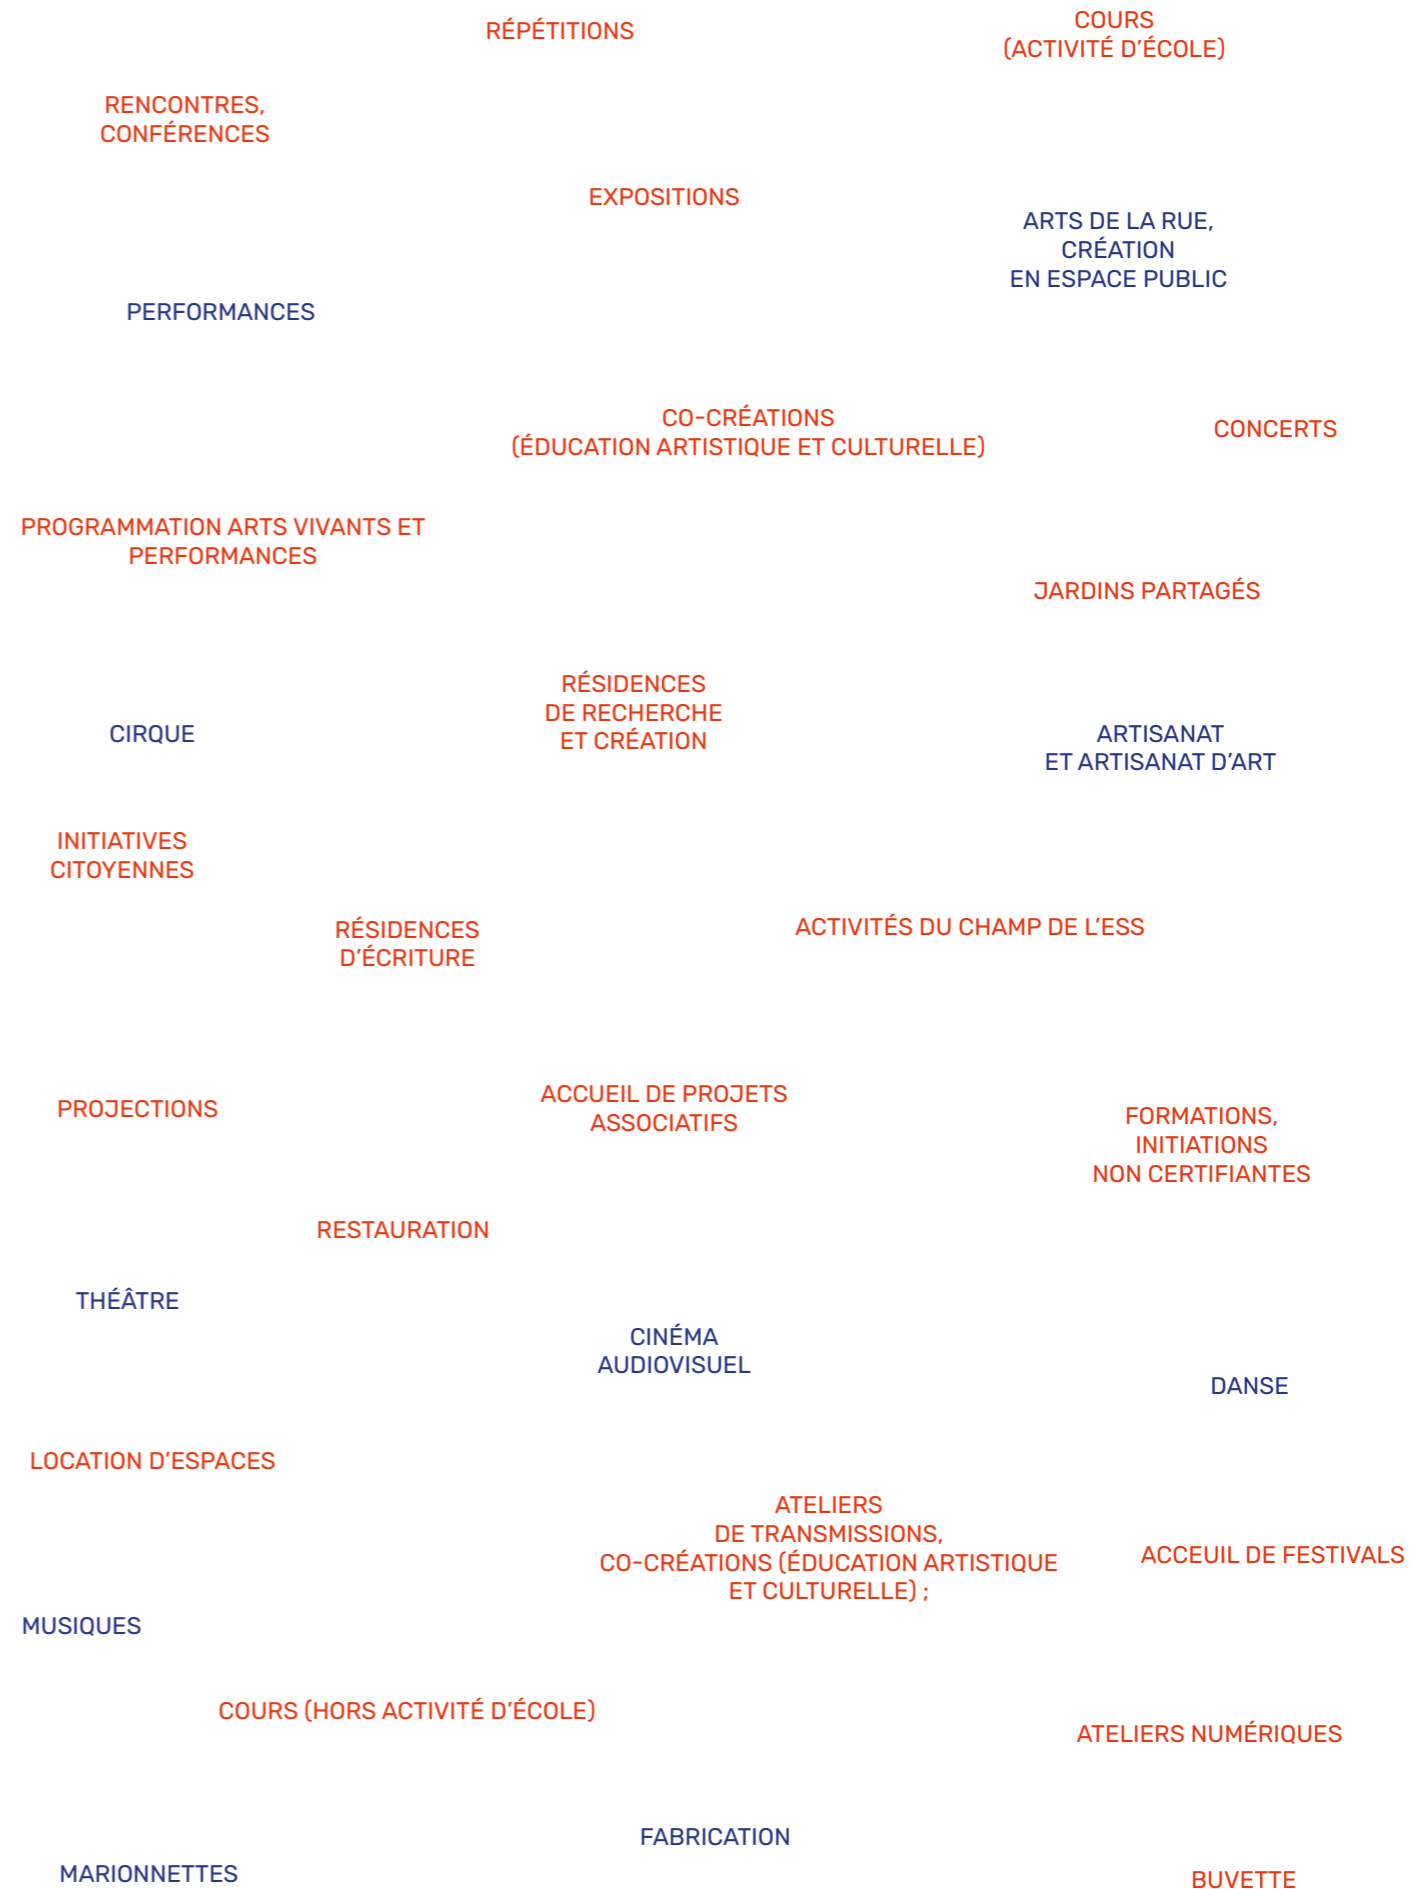 RÉPÉTITIONS
COURS
(ACTIVITÉ D'ÉCOLE)
RENCONTRES,
CONFÉRENCES
EXPOSITIONS
ARTS DE LA RUE,
CRÉATION
EN ESPACE PUBLIC
PERFORMANCES
CO-CRÉATIONS
(ÉDUCATION ARTISTIQUE ET CULTURELLE)
CONCERTS
PROGRAMMATION ARTS VIVANTS ET
PERFORMANCES
JARDINS PARTAGÉS
RÉSIDENCES
DE RECHERCHE
ET CRÉATION
CIRQUE
ARTISANAT
ET ARTISANAT D'ART
INITIATIVES
CITOYENNES
RÉSIDENCES
D'ÉCRITURE
ACTIVITÉS DU CHAMP DE L'ESS
PROJECTIONS
ACCUEIL DE PROJETS
ASSOCIATIFS
FORMATIONS,
INITIATIONS
NON CERTIFIANTES
RESTAURATION
THÉÂTRE
CINÉMA
AUDIOVISUEL
DANSE
LOCATION D'ESPACES
ATELIERS
DE TRANSMISSIONS,
CO-CRÉATIONS (ÉDUCATION ARTISTIQUE
ET CULTURELLE) ;
ACCEUIL DE FESTIVALS
MUSIQUES
COURS (HORS ACTIVITÉ D'ÉCOLE)
ATELIERS NUMÉRIQUES
FABRICATION
MARIONNETTES
BUVETTE